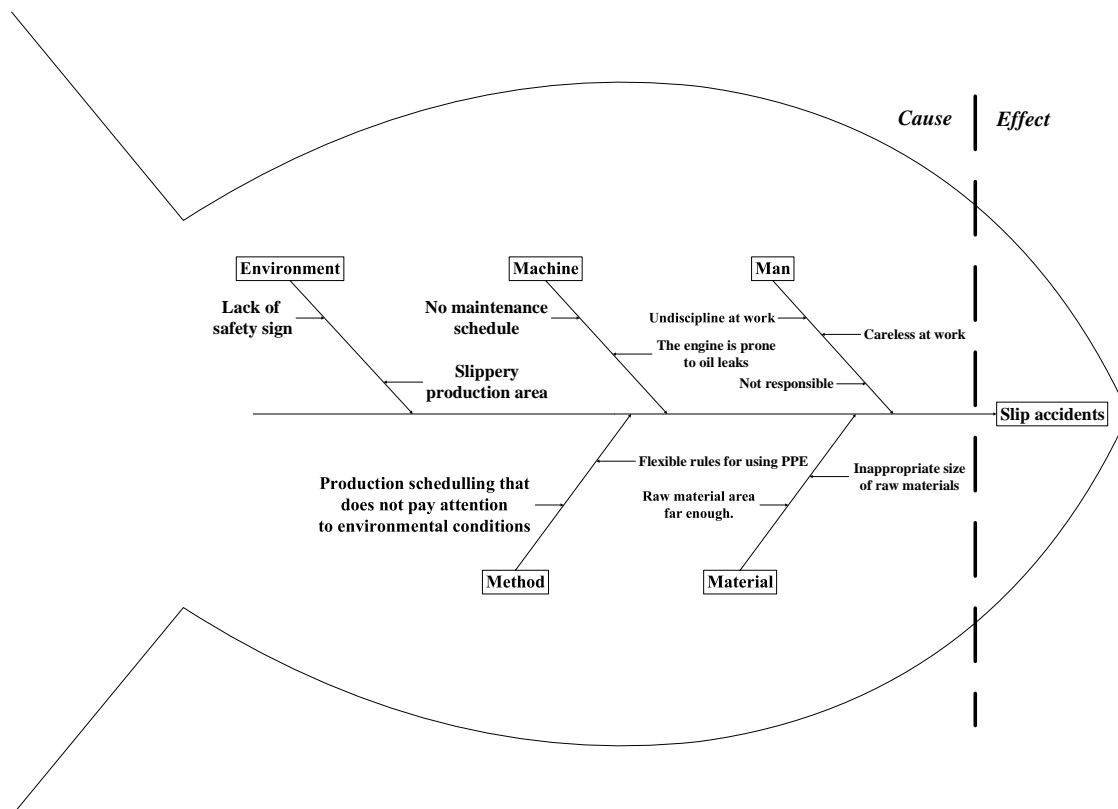 Cause
Effect
Environment
Machine
Man
Lack of
safety sign
No maintenance
schedule
Undiscipline at work
Careless at work
The engine is prone
to oil leaks
Slippery
production area
Not responsible
Slip accidents
Flexible rules for using PPE
Inappropriate size
of raw materials
Production schedulling that
does not pay attention
to environmental conditions
Raw material area
far enough.
Method
Material